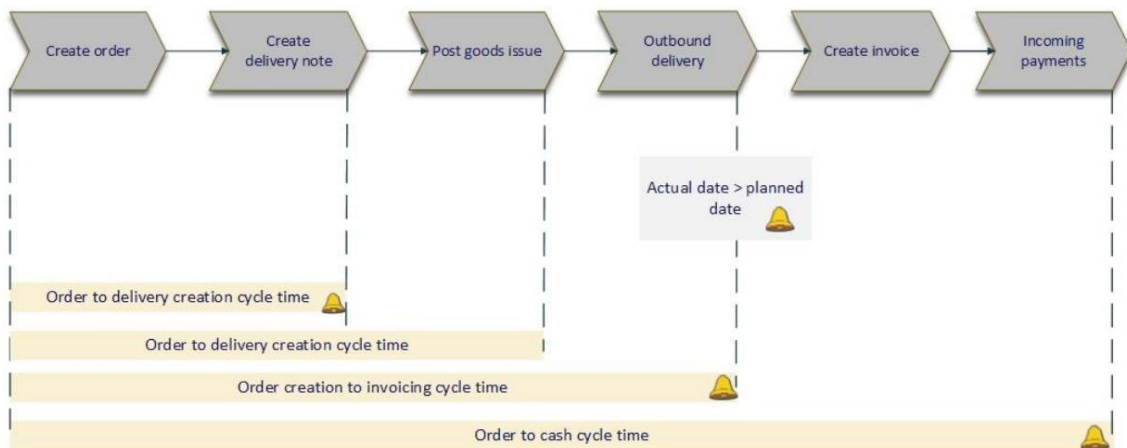 Create order
Create
delivery note
Post goods issue
Outbound
delivery
Create invoice
Incoming
payments
Actual date > planned
date
Order to delivery creation cycle time
Order to delivery creation cycle time
Order creation to invoicing cycle time
Order to cash cycle time